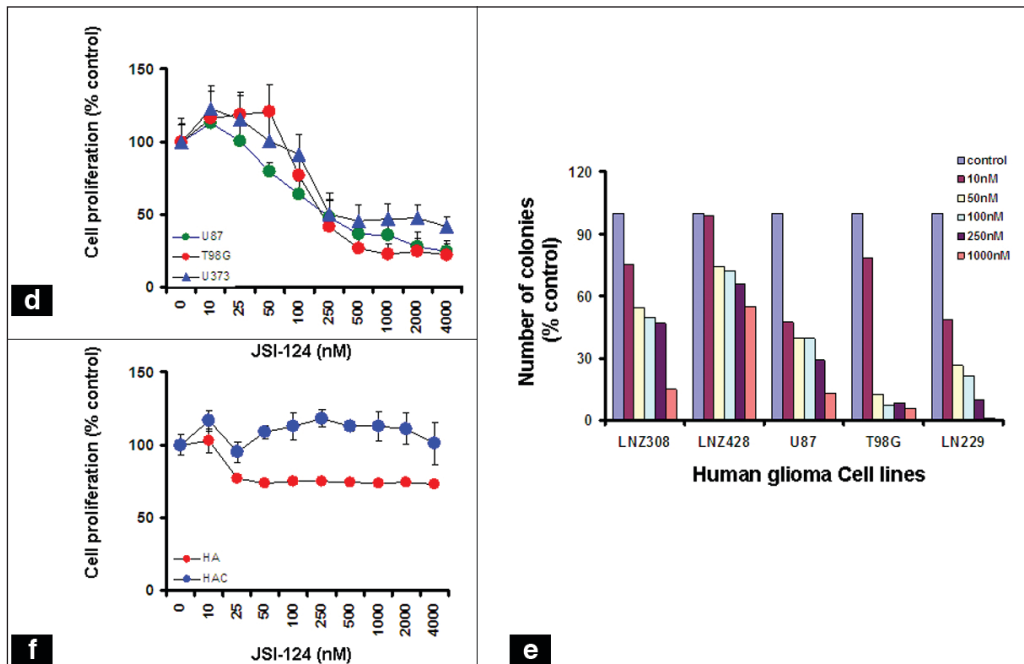 Cell proliferation (% control)
150
100
50
0
U87
T98G
U373
0 10 25 50 100 250 500 1000 2000 4000
JSI-124 (nM)
d
Cell proliferation (% control)
150
100
50
0
HA
HAC
0 10 25 50 100 250 500 1000 2000 4000
JSI-124 (nM)
f
Number of colonies
(% control)
120
90
60
30
0
control
10nM
50nM
100nM
250nM
1000nM
LNZ308 LNZ428 U87 T98G LN229
Human glioma Cell lines
e